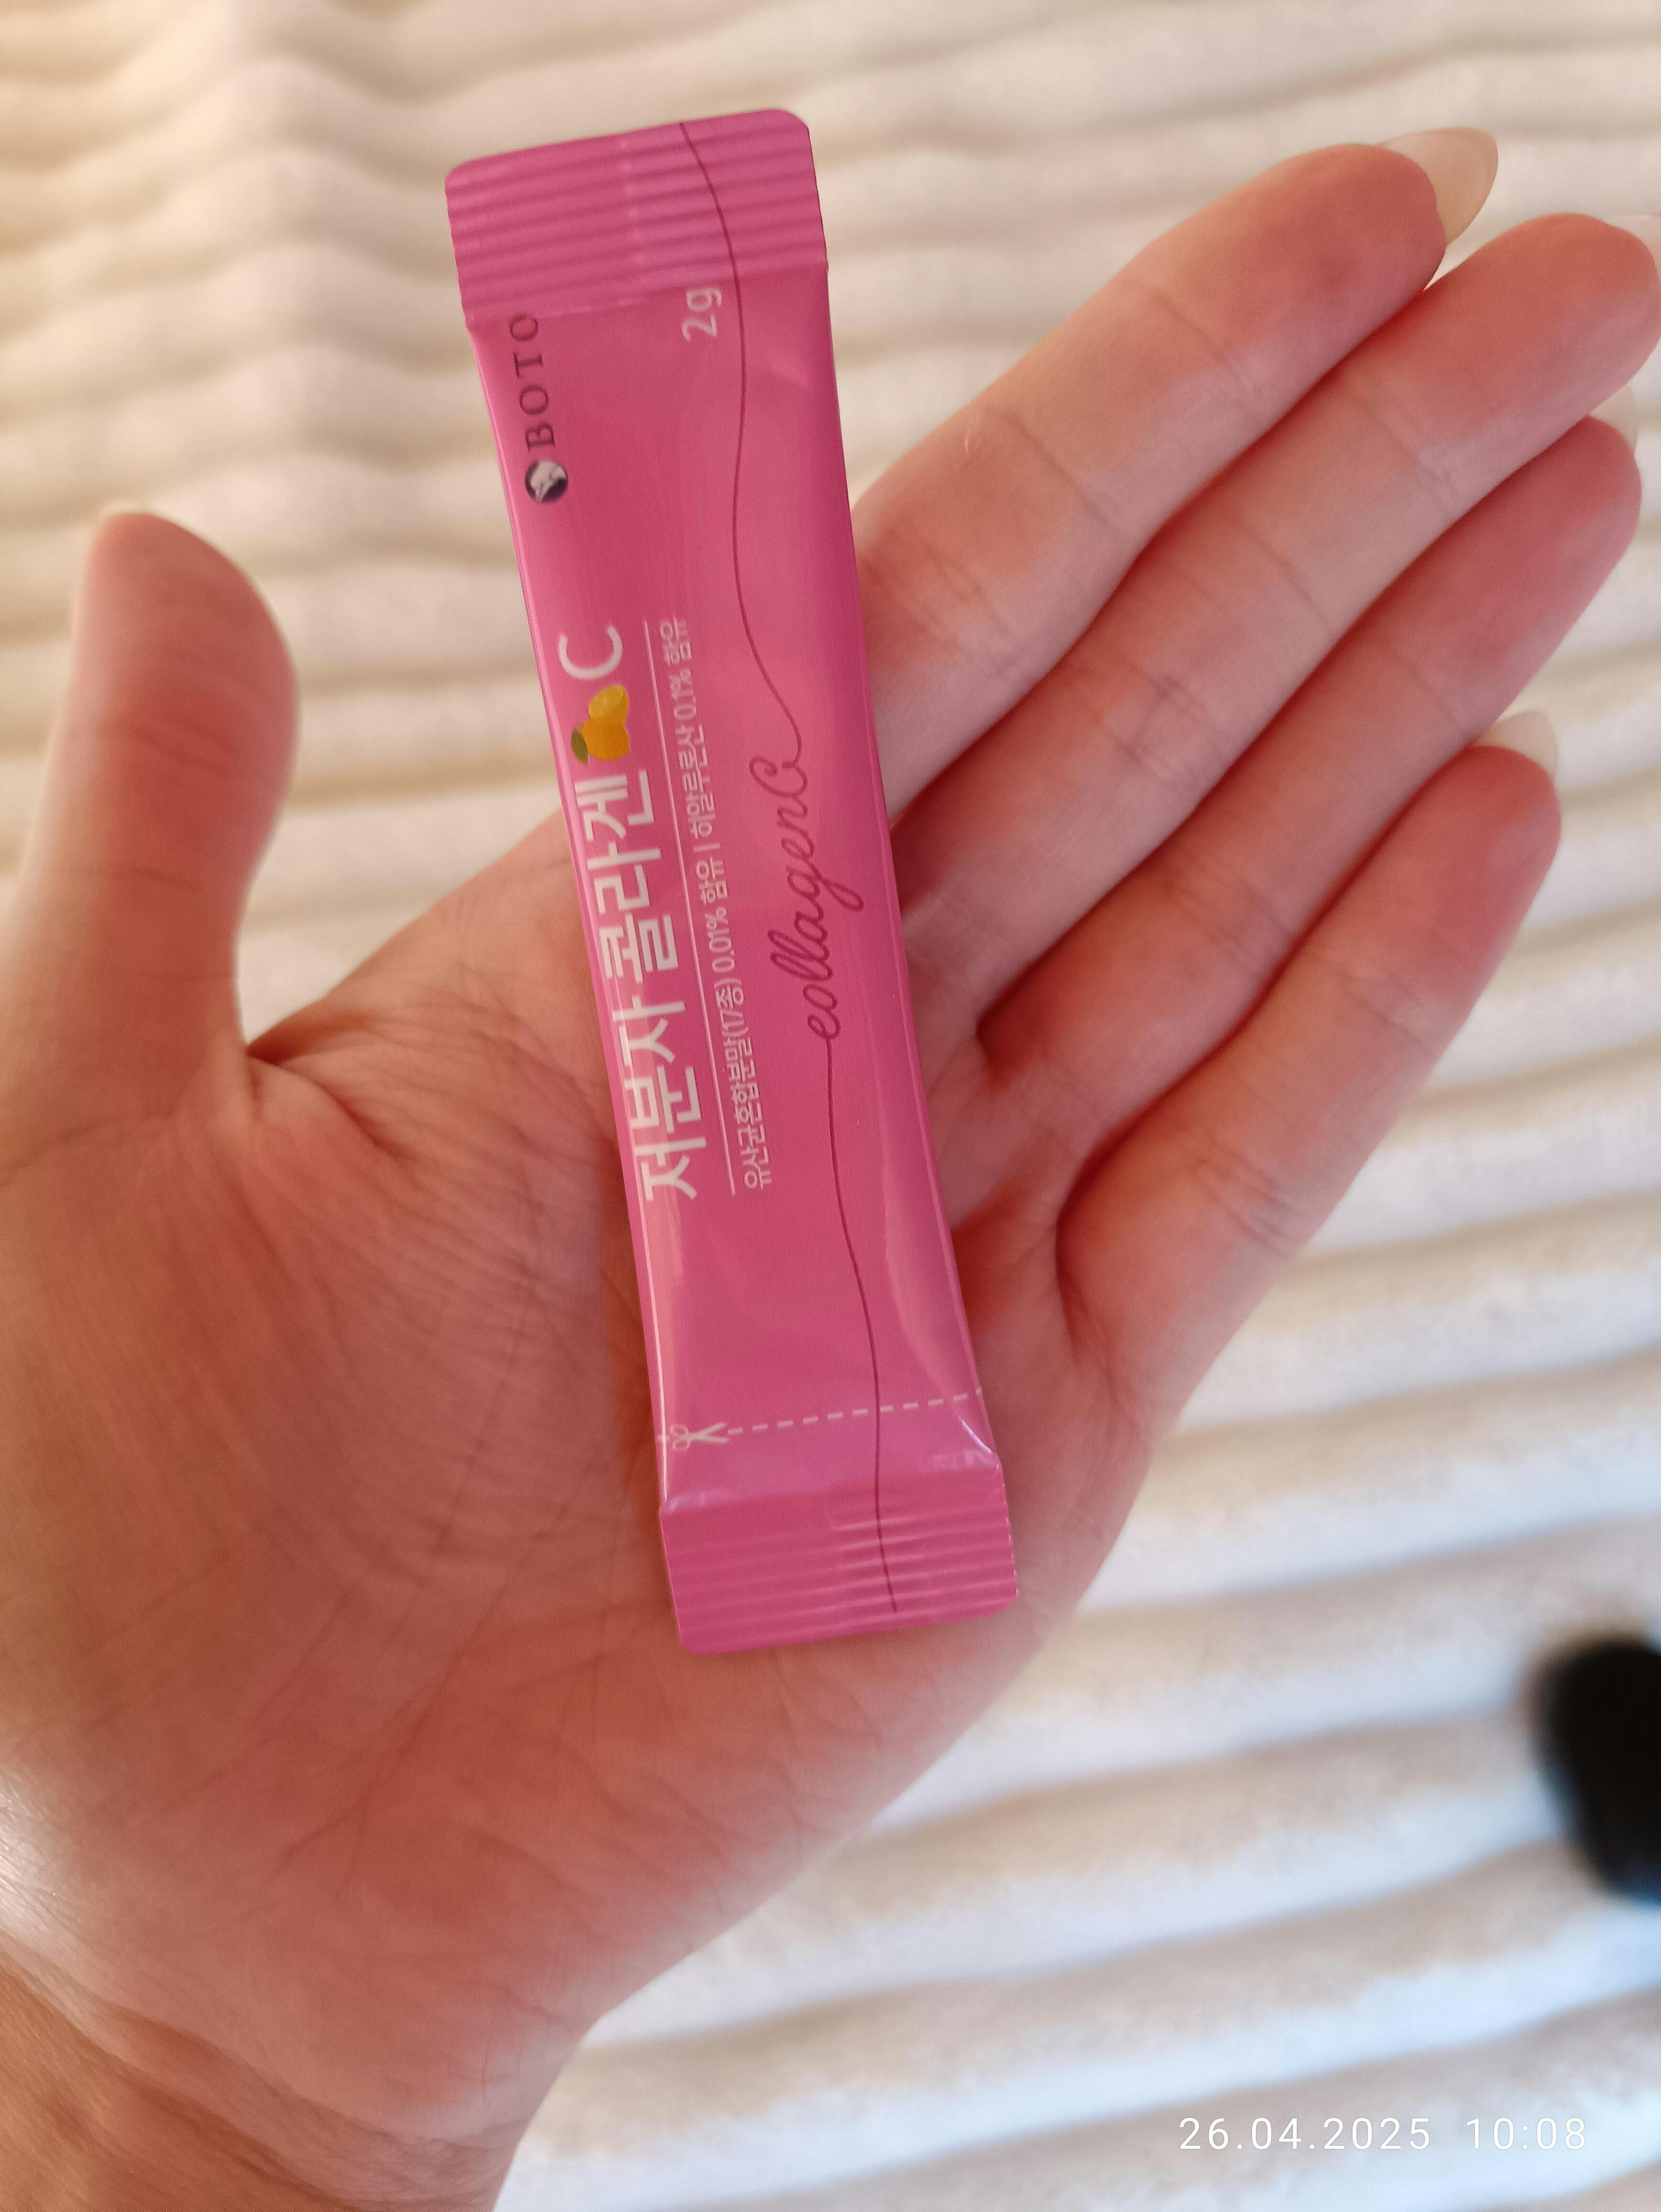 BOTO
2g
저분자 콜라겐 C
유산균혼합분말(17종) 0.01% 함유 | 히알루론산 0.1% 함유
collagenC
26.04.2025 10:08